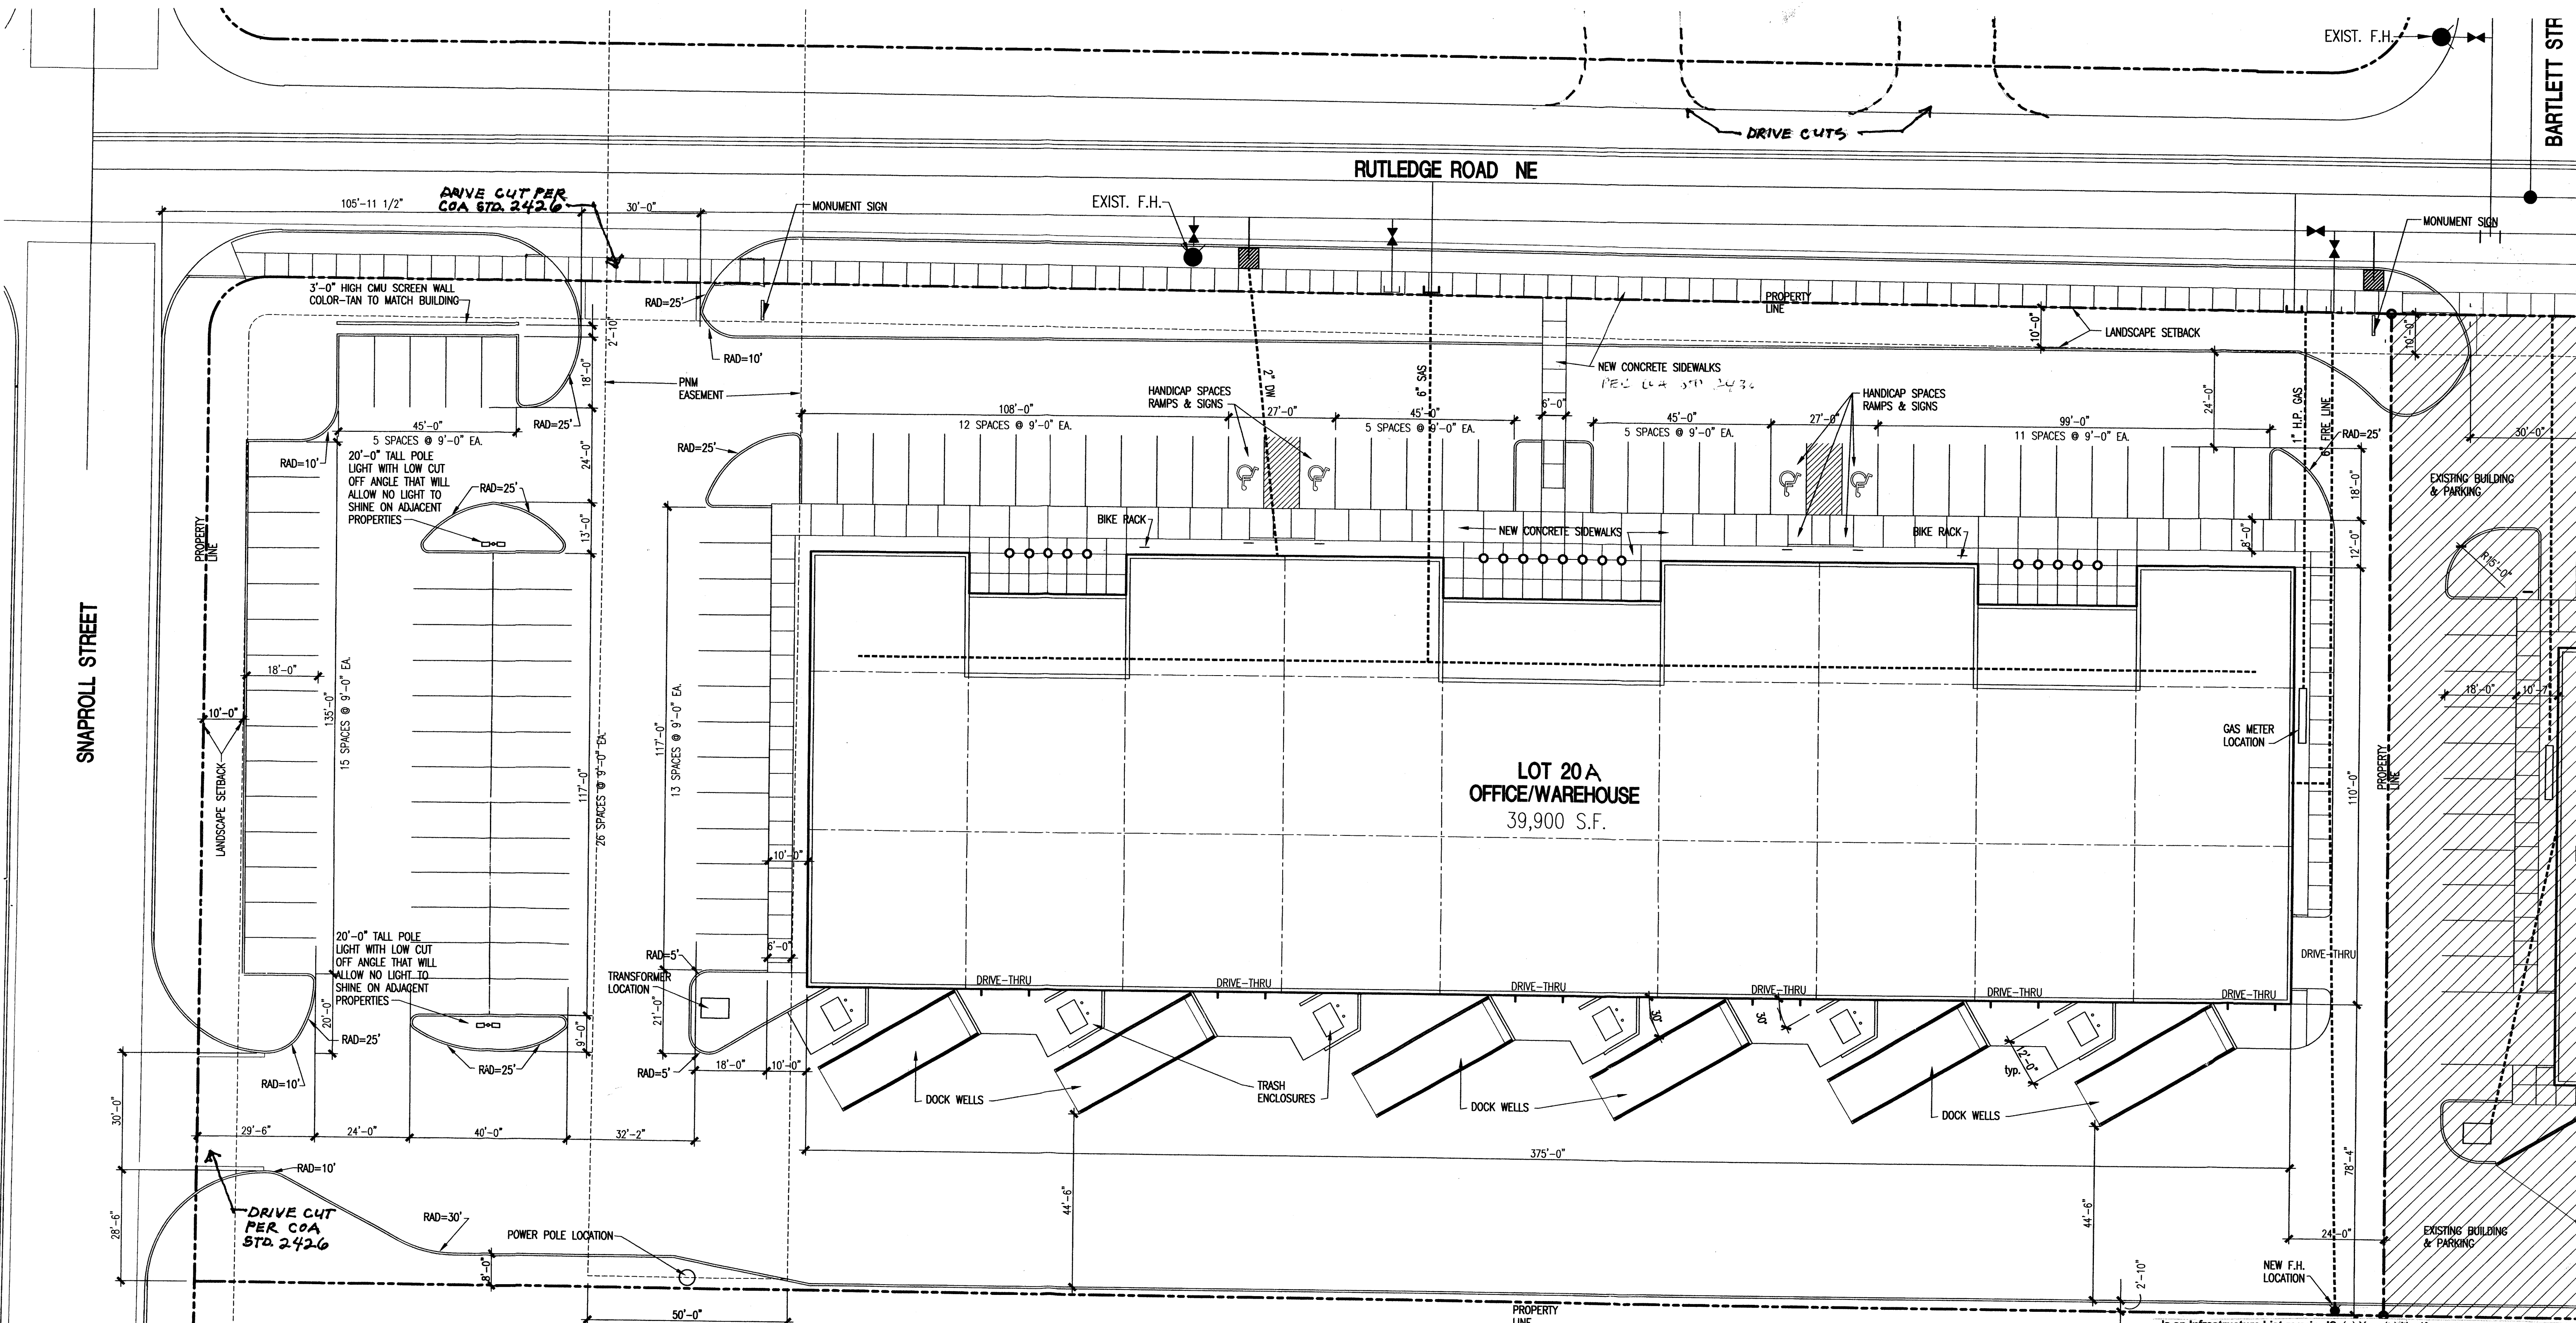 EXIST. F.H.
BARTLETT STR
DRIVE CUTS
RUTLEDGE ROAD NE
DRIVE CUT PER
COA STD. 2426
105'-11 1/2"
30'-0"
MONUMENT SIGN
EXIST. F.H.
MONUMENT SIGN
3'-0" HIGH CMU SCREEN WALL
COLOR-TAN TO MATCH BUILDING
RAD=25'
2'-10"
RAD=10'
PROPERTY
LINE
10'-0"
LANDSCAPE SETBACK
10'-0"
18'-0"
PNM
EASEMENT
2" DW
6" SAS
NEW CONCRETE SIDEWALKS
HANDICAP SPACES
RAMPS & SIGNS
HANDICAP SPACES
RAMPS & SIGNS
24'-0"
1" H.P. GAS
6" FIRE LINE
108'-0"
12 SPACES @ 9'-0" EA.
27'-0"
45'-0"
5 SPACES @ 9'-0" EA.
6'-0"
45'-0"
5 SPACES @ 9'-0" EA.
27'-0"
99'-0"
11 SPACES @ 9'-0" EA.
RAD=25'
30'-0"
45'-0"
5 SPACES @ 9'-0" EA.
RAD=25'
RAD=10'
24'-0"
RAD=25'
20'-0" TALL POLE
LIGHT WITH LOW CUT
OFF ANGLE THAT WILL
ALLOW NO LIGHT TO
SHINE ON ADJACENT
PROPERTIES
RAD=25'
13'-0"
EXISTING BUILDING
& PARKING
18'-0"
BIKE RACK
NEW CONCRETE SIDEWALKS
BIKE RACK
8'-0"
12'-0"
R15'-0"
PROPERTY
LINE
SNAPROLL STREET
18'-0"
10'-0"
LANDSCAPE SETBACK
135'-0"
15 SPACES @ 9'-0" EA.
117'-0"
26 SPACES @ 9'-0" EA.
117'-0"
13 SPACES @ 9'-0" EA.
10'-0"
LOT 20A
OFFICE/WAREHOUSE
39,900 S.F.
GAS METER
LOCATION
110'-0"
PROPERTY
LINE
18'-0"
10'-7
20'-0" TALL POLE
LIGHT WITH LOW CUT
OFF ANGLE THAT WILL
ALLOW NO LIGHT TO
SHINE ON ADJACENT
PROPERTIES
6'-0"
RAD=5'
TRANSFORMER
LOCATION
DRIVE-THRU
DRIVE-THRU
DRIVE-THRU
DRIVE-THRU
DRIVE-THRU
DRIVE-THRU
DRIVE-THRU
20'-0"
RAD=25'
9'-0"
21'-0"
30'
30'
RAD=10'
RAD=25'
RAD=5'
18'-0"
10'-0"
DOCK WELLS
TRASH
ENCLOSURES
DOCK WELLS
DOCK WELLS
12'-0"
typ.
30'-0"
29'-6"
24'-0"
40'-0"
32'-2"
375'-0"
78'-4"
RAD=10'
28'-6"
DRIVE CUT
PER COA
STD. 2426
RAD=30'
POWER POLE LOCATION
8'-0"
44'-6"
44'-6"
24'-0"
EXISTING BUILDING
& PARKING
NEW F.H.
LOCATION
2'-10"
50'-0"
PROPERTY
LINE